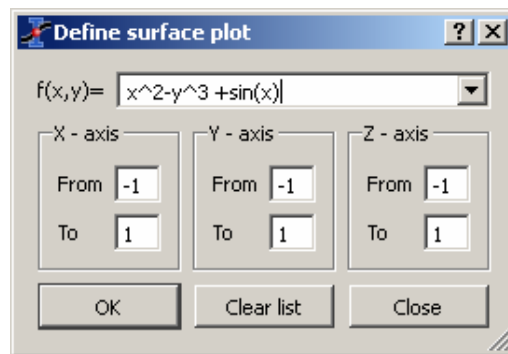 Define surface plot ? X
f(x,y)= x^2-y^3 +sin(x)
X - axis Y - axis Z - axis
From -1 From -1 From -1
To 1 To 1 To 1
OK Clear list Close